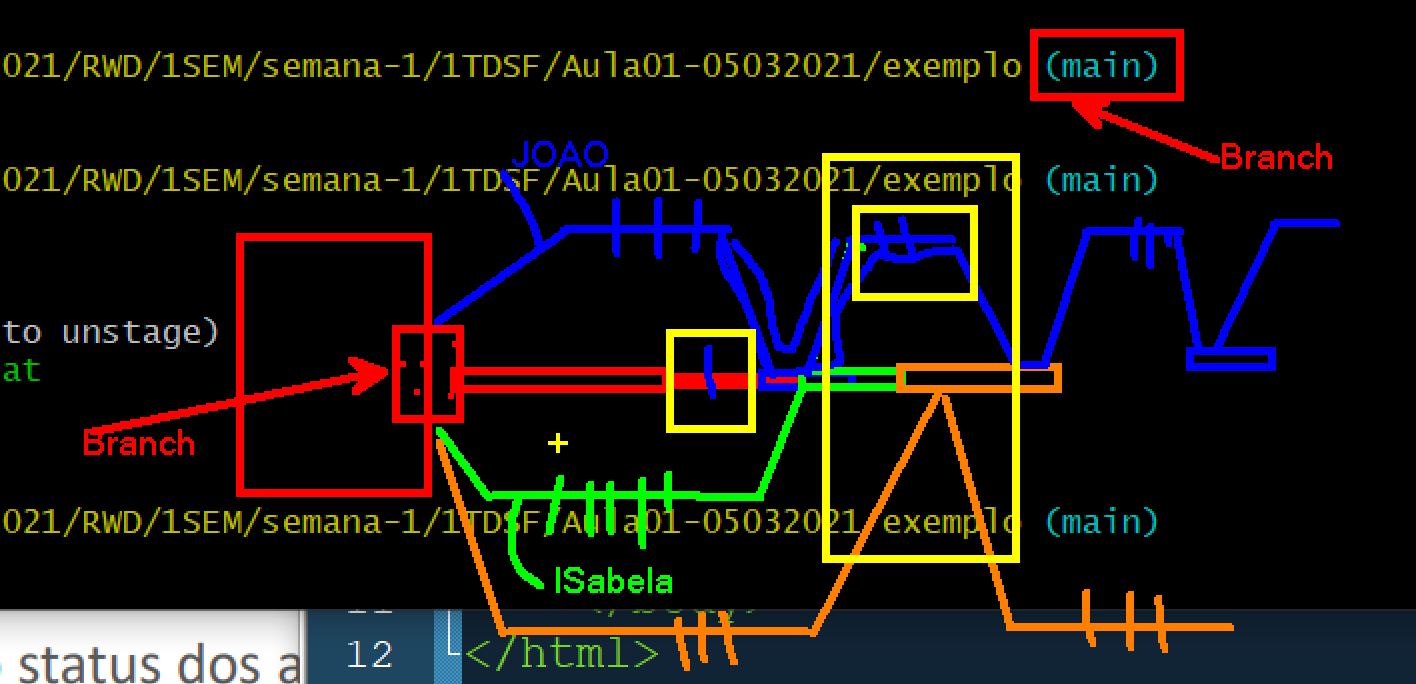 021/RWD/1SEM/semana-1/1TDSF/Aula01-05032021/exemplo (main)
Branch
JOAO
021/RWD/1SEM/semana-1/1TDSF/Aula01-05032021/exemplo (main)
to unstage)
at
Branch
+
021/RWD/1SEM/semana-1/1TDSF/Aula01-05032021/exemplo (main)
ISabela
status dos a
12 </html>